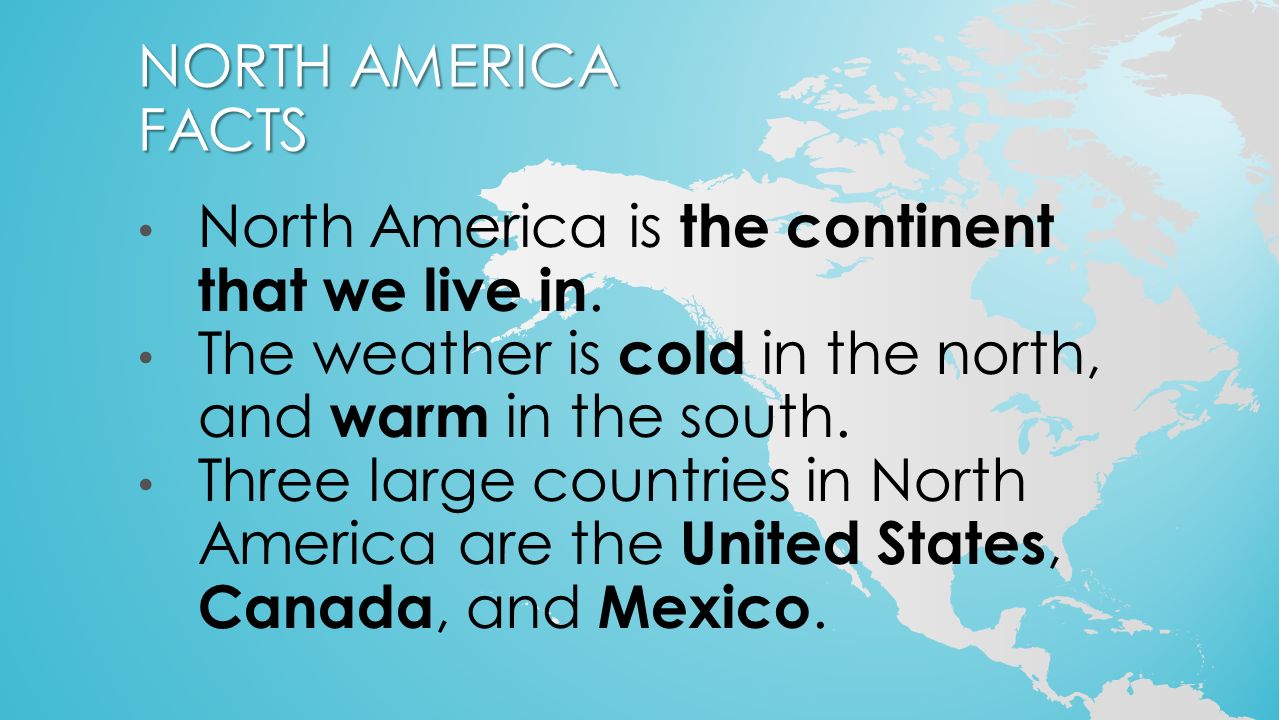 NORTH AMERICA
FACTS
• North America is the continent
that we live in.
• The weather is cold in the north,
and warm in the south.
• Three large countries in North
America are the United States,
Canada, and Mexico.